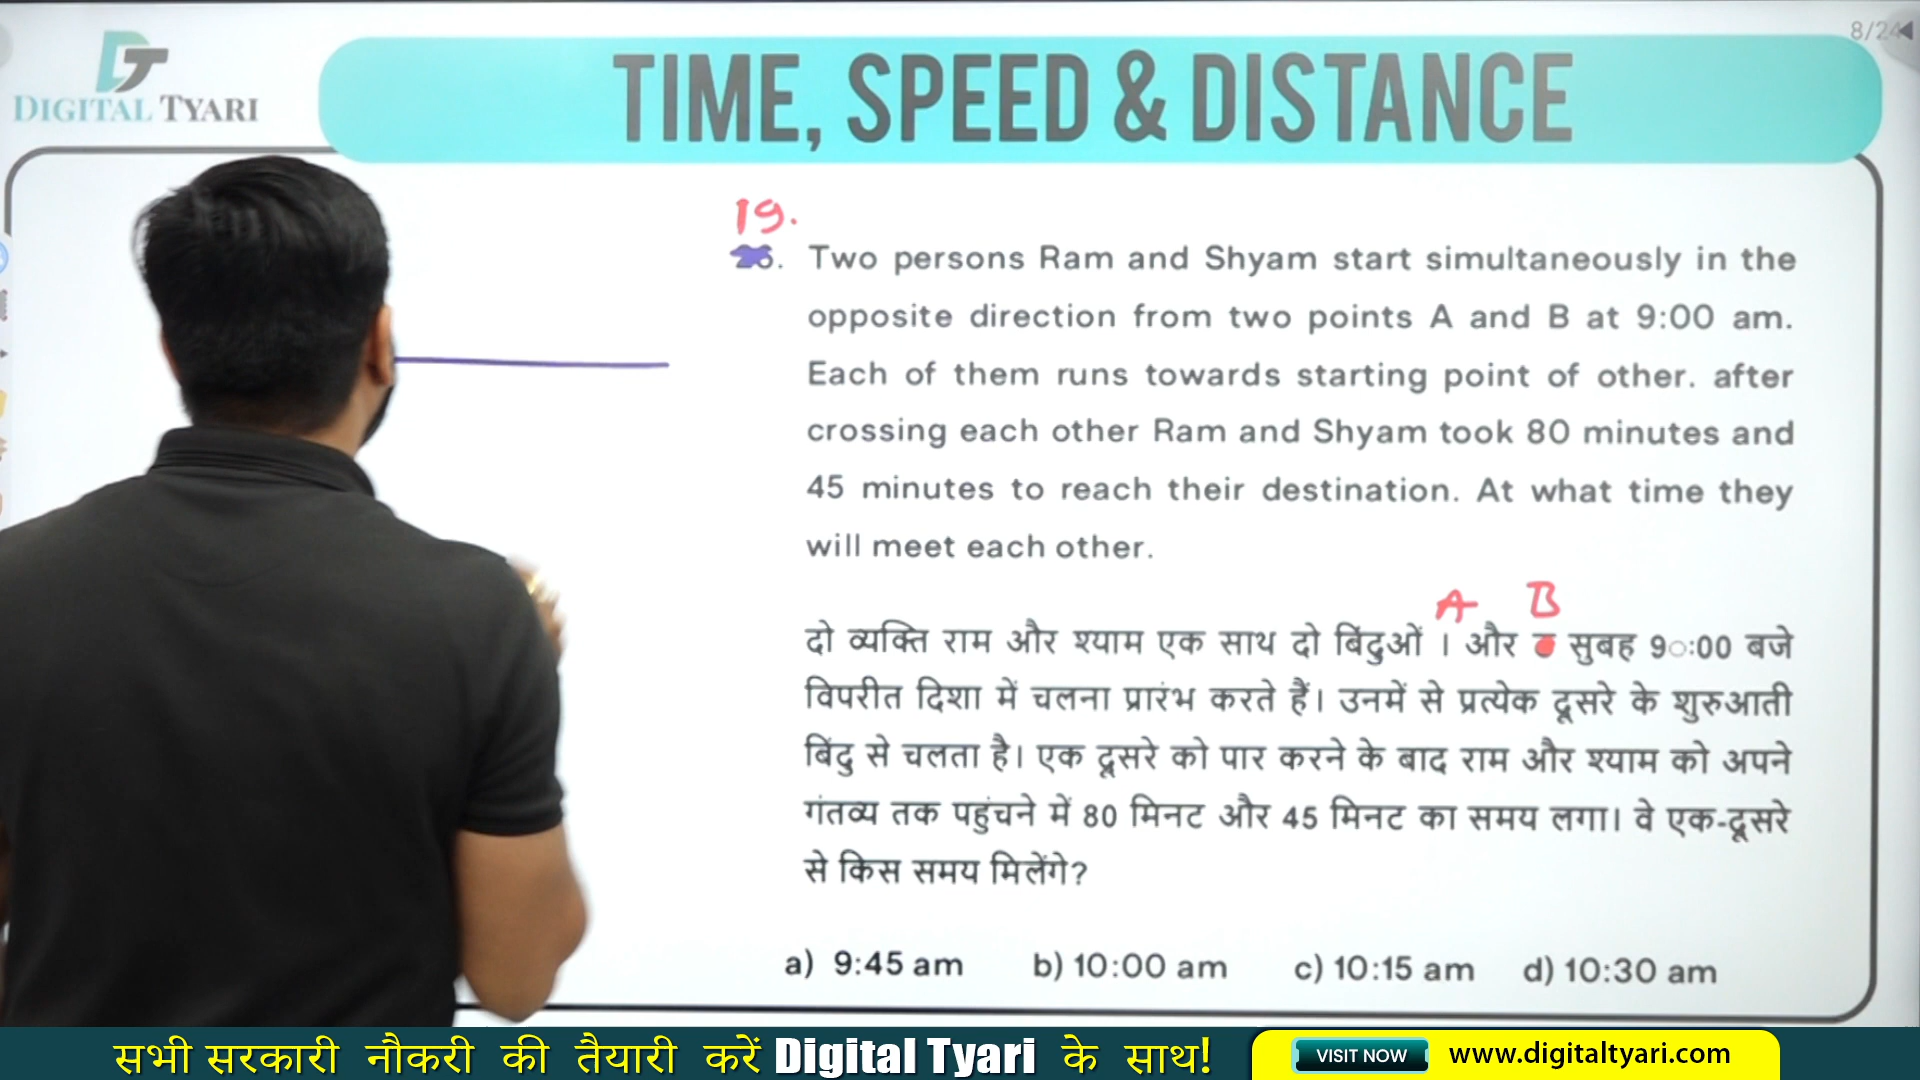 8/24
DIGITAL TYARI
TIME, SPEED & DISTANCE
19.
Two persons Ram and Shyam start simultaneously in the
opposite direction from two points A and B at 9:00 am.
Each of them runs towards starting point of other. after
crossing each other Ram and Shyam took 80 minutes and
45 minutes to reach their destination. At what time they
will meet each other.
A B
दो व्यक्ति राम और श्याम एक साथ दो बिंदुओं । और सुबह 9ः:00 बजे
विपरीत दिशा में चलना प्रारंभ करते हैं। उनमें से प्रत्येक दूसरे के शुरुआती
बिंदु से चलता है। एक दूसरे को पार करने के बाद राम और श्याम को अपने
गंतव्य तक पहुंचने में 80 मिनट और 45 मिनट का समय लगा। वे एक-दूसरे
से किस समय मिलेंगे?
a) 9:45 am b) 10:00 am c) 10:15 am d) 10:30 am
सभी सरकारी नौकरी की तैयारी करें Digital Tyari के साथ!
VISIT NOW www.digitaltyari.com